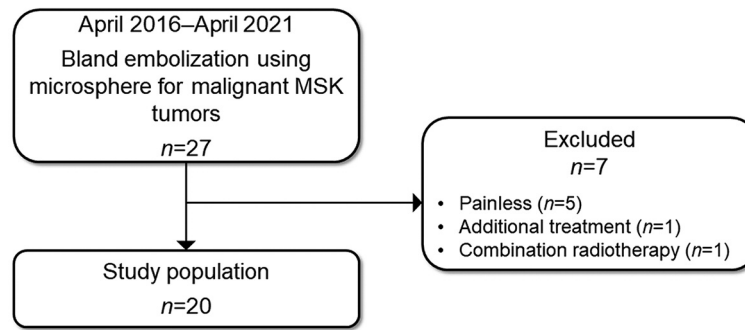 April 2016–April 2021
Bland embolization using
microsphere for malignant MSK
tumors
n=27
Excluded
n=7
• Painless (n=5)
• Additional treatment (n=1)
• Combination radiotherapy (n=1)
Study population
n=20